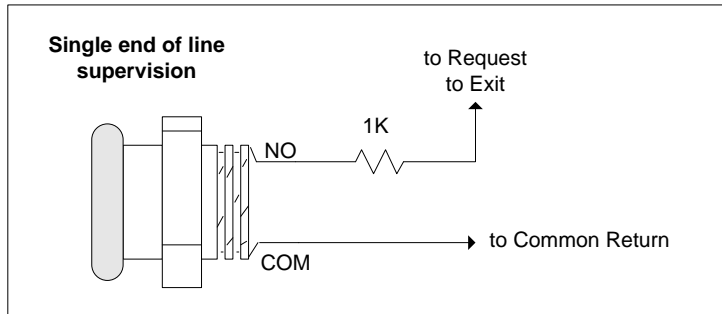 Single end of line
supervision
to Request
to Exit
1K
NO
to Common Return
COM